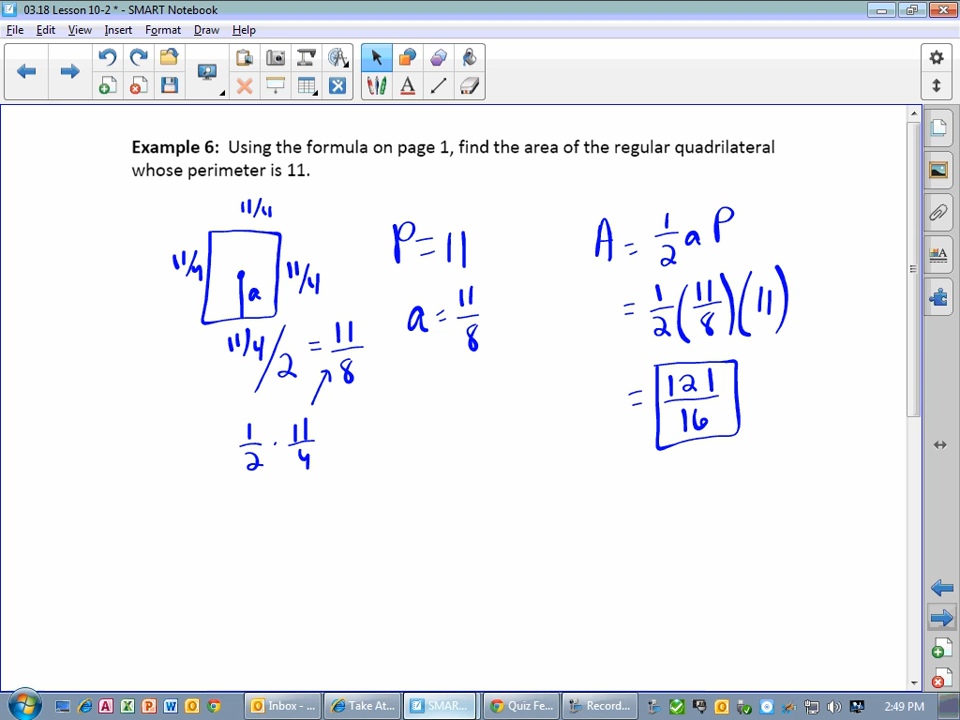 03.18 Lesson 10-2 * - SMART Notebook
File Edit View Insert Format Draw Help
Example 6: Using the formula on page 1, find the area of the regular quadrilateral
whose perimeter is 11.
11/4
11/4
11/4
a
11/4/2 = 11/8
1/2 · 11/4
P = 11
a = 11/8
A = 1/2 a P
= 1/2 (11/8) (11)
= 121/16
Inbox - ...
Take At...
SMAR...
Quiz Fe...
Record...
2:49 PM